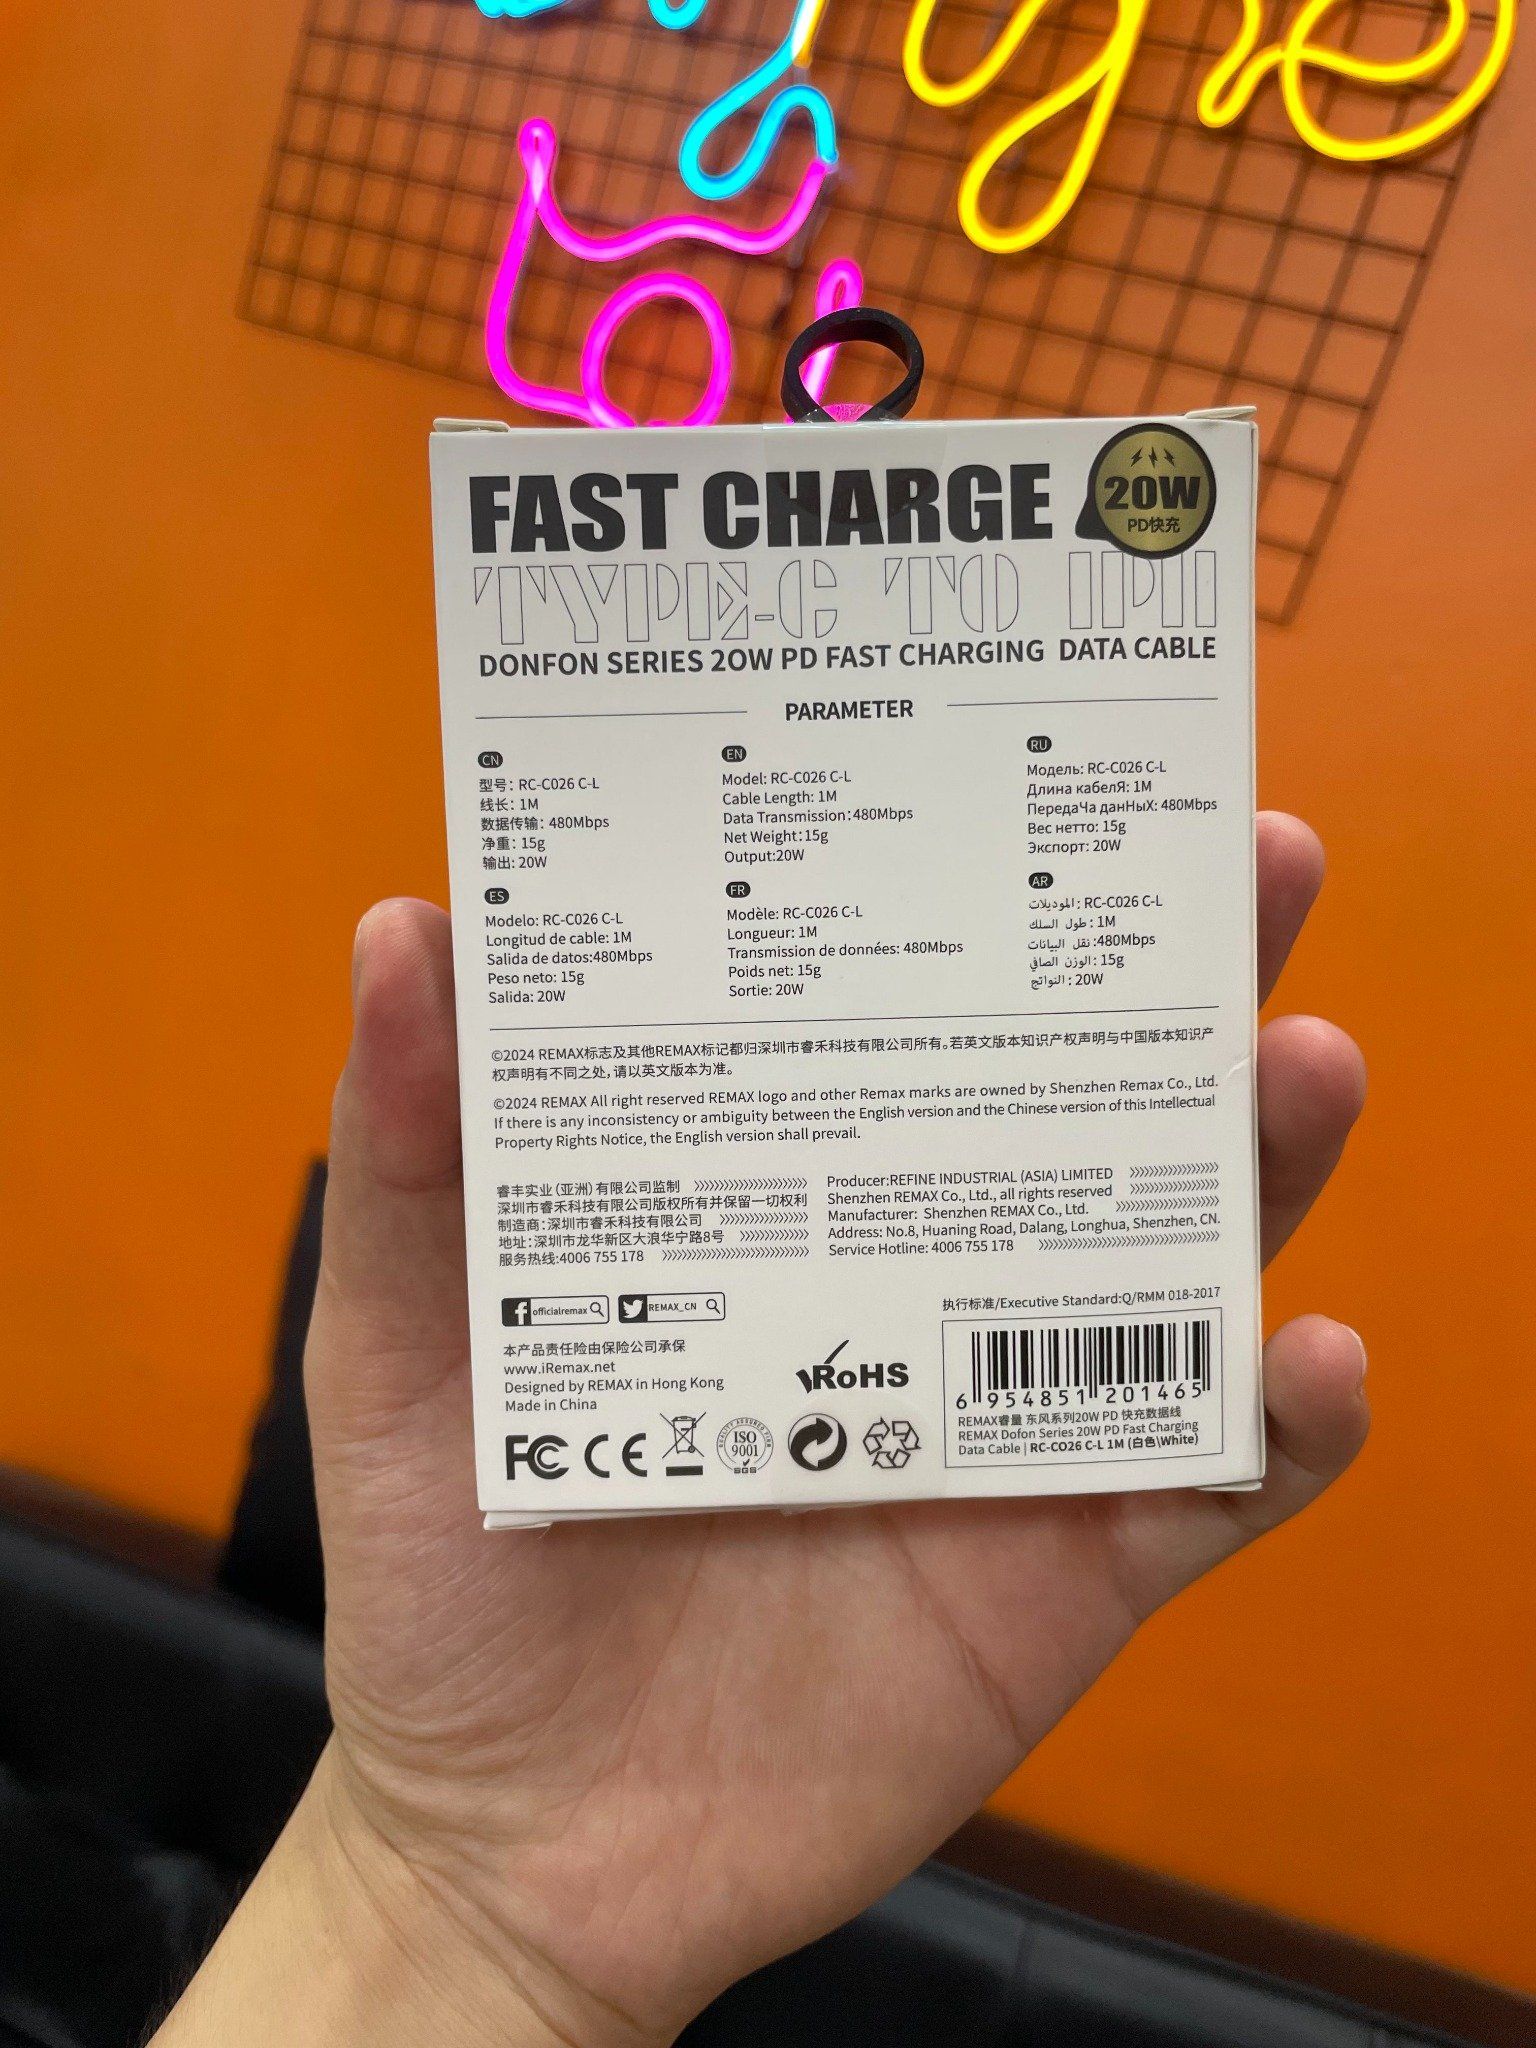 FAST CHARGE
20W
PD快充
TYPE-C TO IPH
DONFON SERIES 20W PD FAST CHARGING DATA CABLE
PARAMETER
CN
型号: RC-C026 C-L
线长: 1M
数据传输: 480Mbps
净重: 15g
输出: 20W
EN
Model: RC-C026 C-L
Cable Length: 1M
Data Transmission:480Mbps
Net Weight:15g
Output:20W
RU
Модель: RC-C026 C-L
Длина кабелЯ: 1M
ПередаЧа данНыХ: 480Mbps
Вес нетто: 15g
Экспорт: 20W
ES
Modelo: RC-C026 C-L
Longitud de cable: 1M
Salida de datos:480Mbps
Peso neto: 15g
Salida: 20W
FR
Modèle: RC-C026 C-L
Longueur: 1M
Transmission de données: 480Mbps
Poids net: 15g
Sortie: 20W
AR
الموديلات : RC-C026 C-L
طول السلك : 1M
نقل البيانات :480Mbps
الوزن الصافي : 15g
النواتج : 20W
©2024 REMAX标志及其他REMAX标记都归深圳市睿禾科技有限公司所有。若英文版本知识产权声明与中国版本知识产
权声明有不同之处,请以英文版本为准。
©2024 REMAX All right reserved REMAX logo and other Remax marks are owned by Shenzhen Remax Co., Ltd.
If there is any inconsistency or ambiguity between the English version and the Chinese version of this Intellectual
Property Rights Notice, the English version shall prevail.
睿丰实业(亚洲)有限公司监制
深圳市睿禾科技有限公司版权所有并保留一切权利
制造商:深圳市睿禾科技有限公司
地址:深圳市龙华新区大浪华宁路8号
服务热线:4006 755 178
Producer:REFINE INDUSTRIAL (ASIA) LIMITED
Shenzhen REMAX Co., Ltd., all rights reserved
Manufacturer: Shenzhen REMAX Co., Ltd.
Address: No.8, Huaning Road, Dalang, Longhua, Shenzhen, CN.
Service Hotline: 4006 755 178
officialremax
REMAX_CN
执行标准/Executive Standard:Q/RMM 018-2017
本产品责任险由保险公司承保
www.iRemax.net
Designed by REMAX in Hong Kong
Made in China
RoHS
6 954851 201465
REMAX睿量 东风系列20W PD 快充数据线
REMAX Dofon Series 20W PD Fast Charging
Data Cable | RC-CO26 C-L 1M (白色\White)
FC CE
ISO
9001
SGS